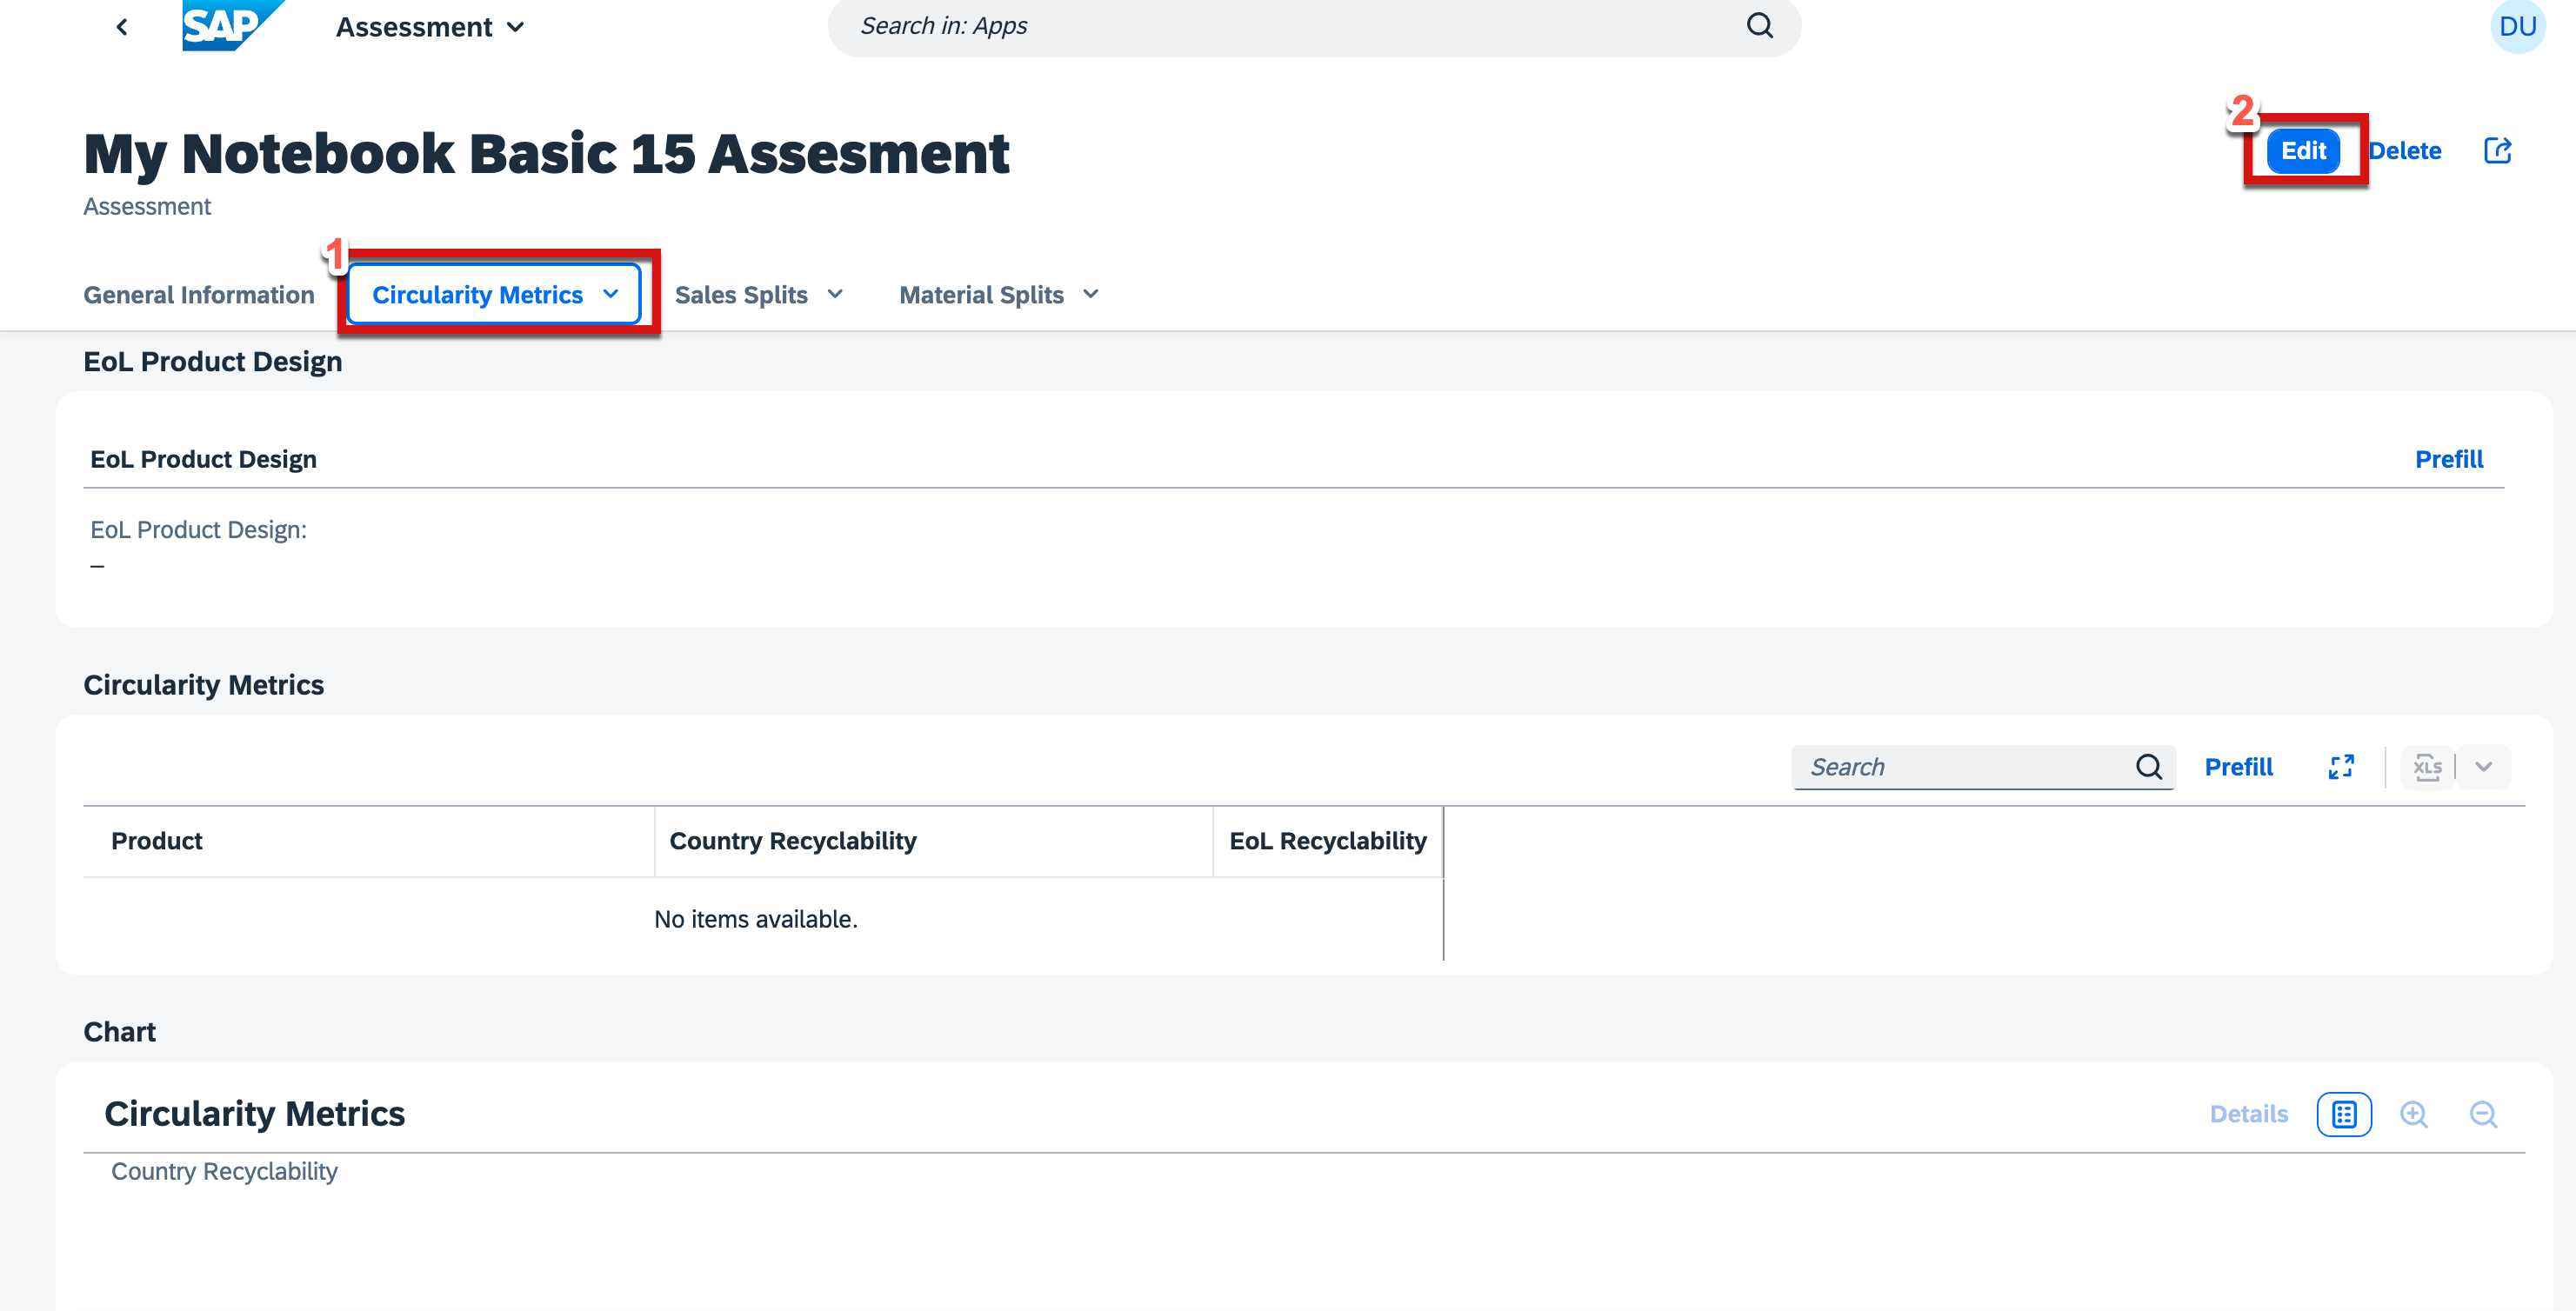 SAP Assessment Search in: Apps DU
2
My Notebook Basic 15 Assesment Edit Delete
Assessment
1
General Information Circularity Metrics Sales Splits Material Splits
EoL Product Design
EoL Product Design Prefill
EoL Product Design:
–
Circularity Metrics
Search Prefill XLS
Product Country Recyclability EoL Recyclability
No items available.
Chart
Circularity Metrics Details
Country Recyclability